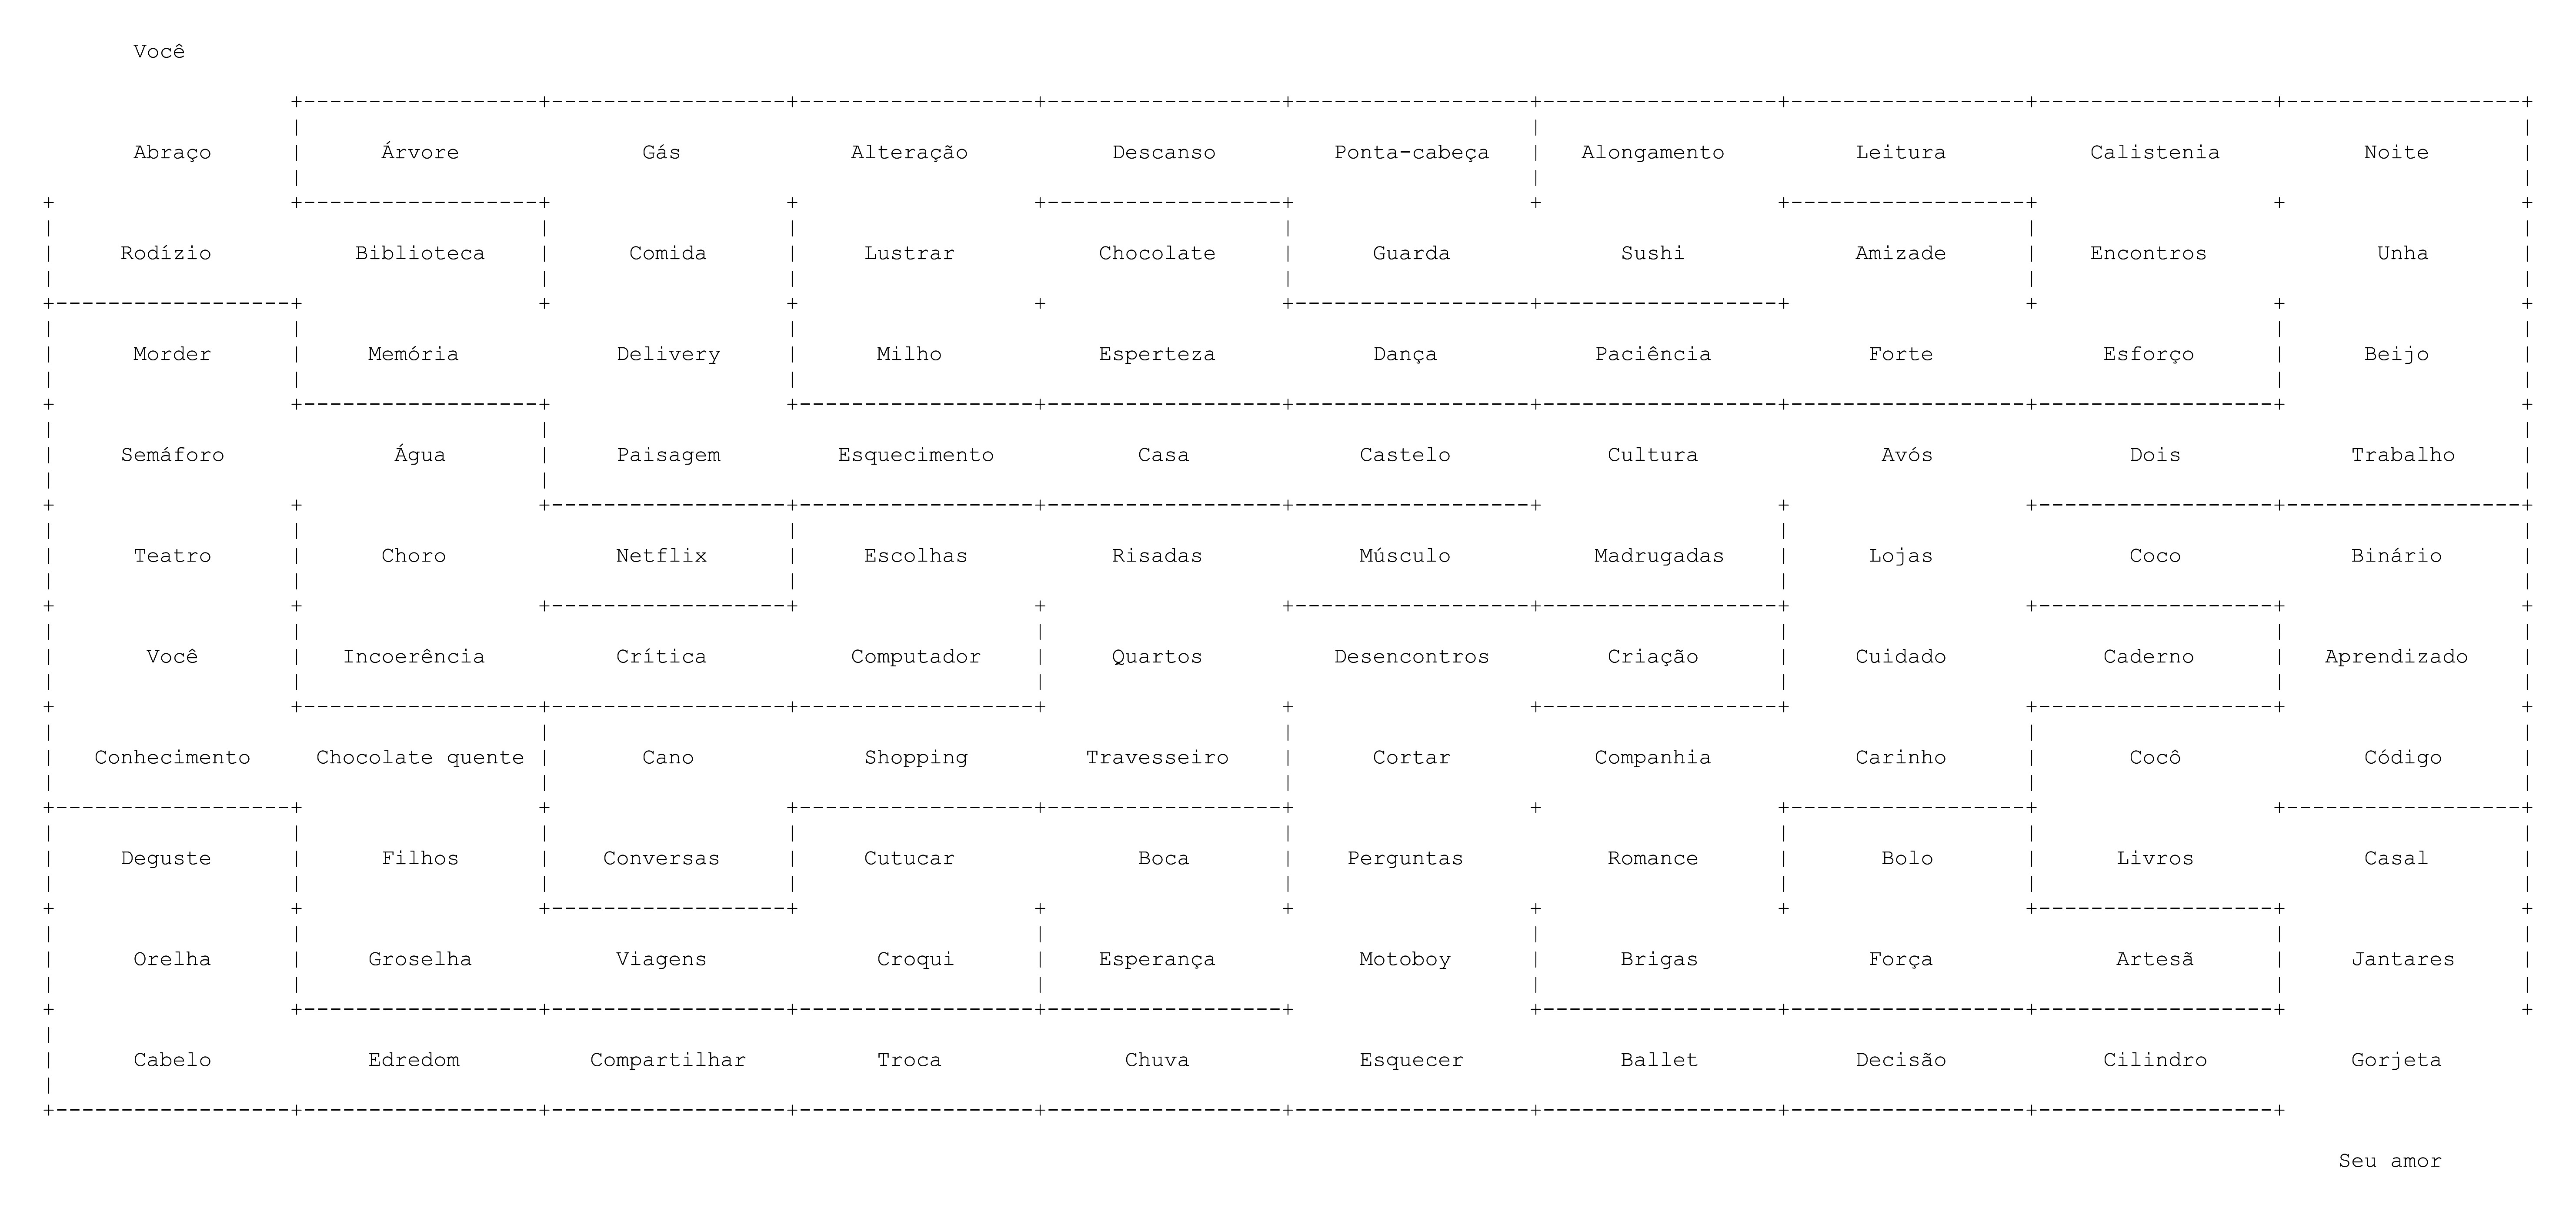 Você
Abraço Árvore Gás Alteração Descanso Ponta-cabeça Alongamento Leitura Calistenia Noite
Rodízio Biblioteca Comida Lustrar Chocolate Guarda Sushi Amizade Encontros Unha
Morder Memória Delivery Milho Esperteza Dança Paciência Forte Esforço Beijo
Semáforo Água Paisagem Esquecimento Casa Castelo Cultura Avós Dois Trabalho
Teatro Choro Netflix Escolhas Risadas Músculo Madrugadas Lojas Coco Binário
Você Incoerência Crítica Computador Quartos Desencontros Criação Cuidado Caderno Aprendizado
Conhecimento Chocolate quente Cano Shopping Travesseiro Cortar Companhia Carinho Cocô Código
Deguste Filhos Conversas Cutucar Boca Perguntas Romance Bolo Livros Casal
Orelha Groselha Viagens Croqui Esperança Motoboy Brigas Força Artesã Jantares
Cabelo Edredom Compartilhar Troca Chuva Esquecer Ballet Decisão Cilindro Gorjeta
Seu amor